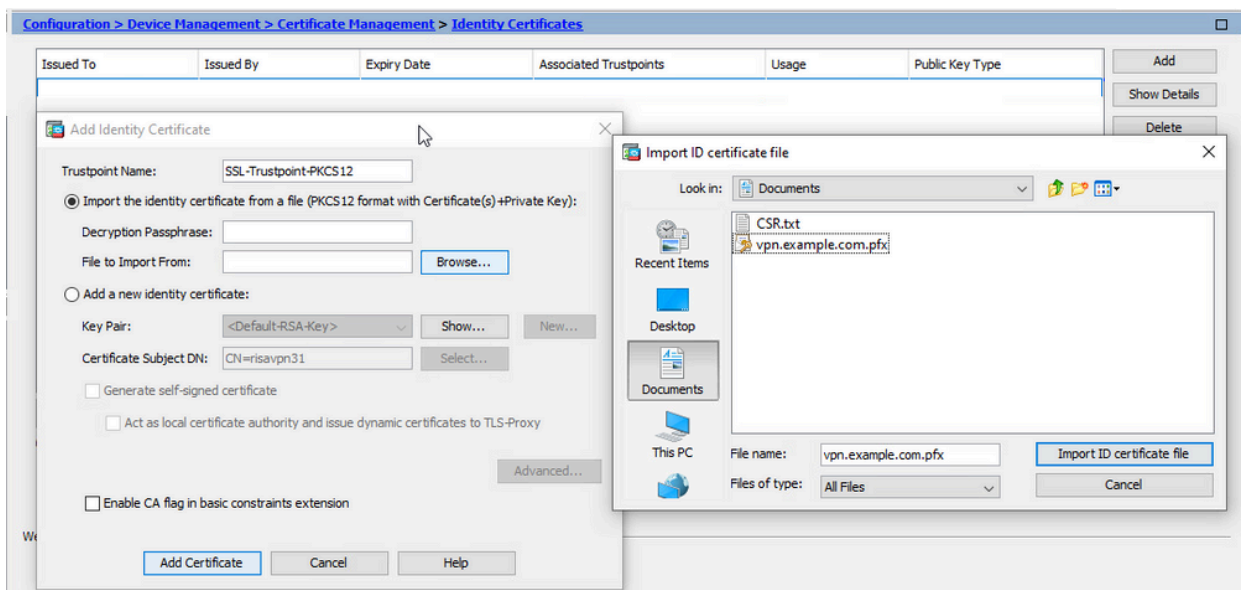 Configuration > Device Management > Certificate Management > Identity Certificates
Issued To Issued By Expiry Date Associated Trustpoints Usage Public Key Type
Add
Show Details
Delete
Add Identity Certificate
Trustpoint Name: SSL-Trustpoint-PKCS12
Import the identity certificate from a file (PKCS12 format with Certificate(s)+Private Key):
Decryption Passphrase:
File to Import From: Browse...
Add a new identity certificate:
Key Pair: <Default-RSA-Key> Show... New...
Certificate Subject DN: CN=risavpn31 Select...
Generate self-signed certificate
Act as local certificate authority and issue dynamic certificates to TLS-Proxy
Advanced...
Enable CA flag in basic constraints extension
We
Add Certificate Cancel Help
Import ID certificate file
Look in: Documents
CSR.txt
vpn.example.com.pfx
Recent Items
Desktop
Documents
This PC
File name: vpn.example.com.pfx Import ID certificate file
Files of type: All Files Cancel